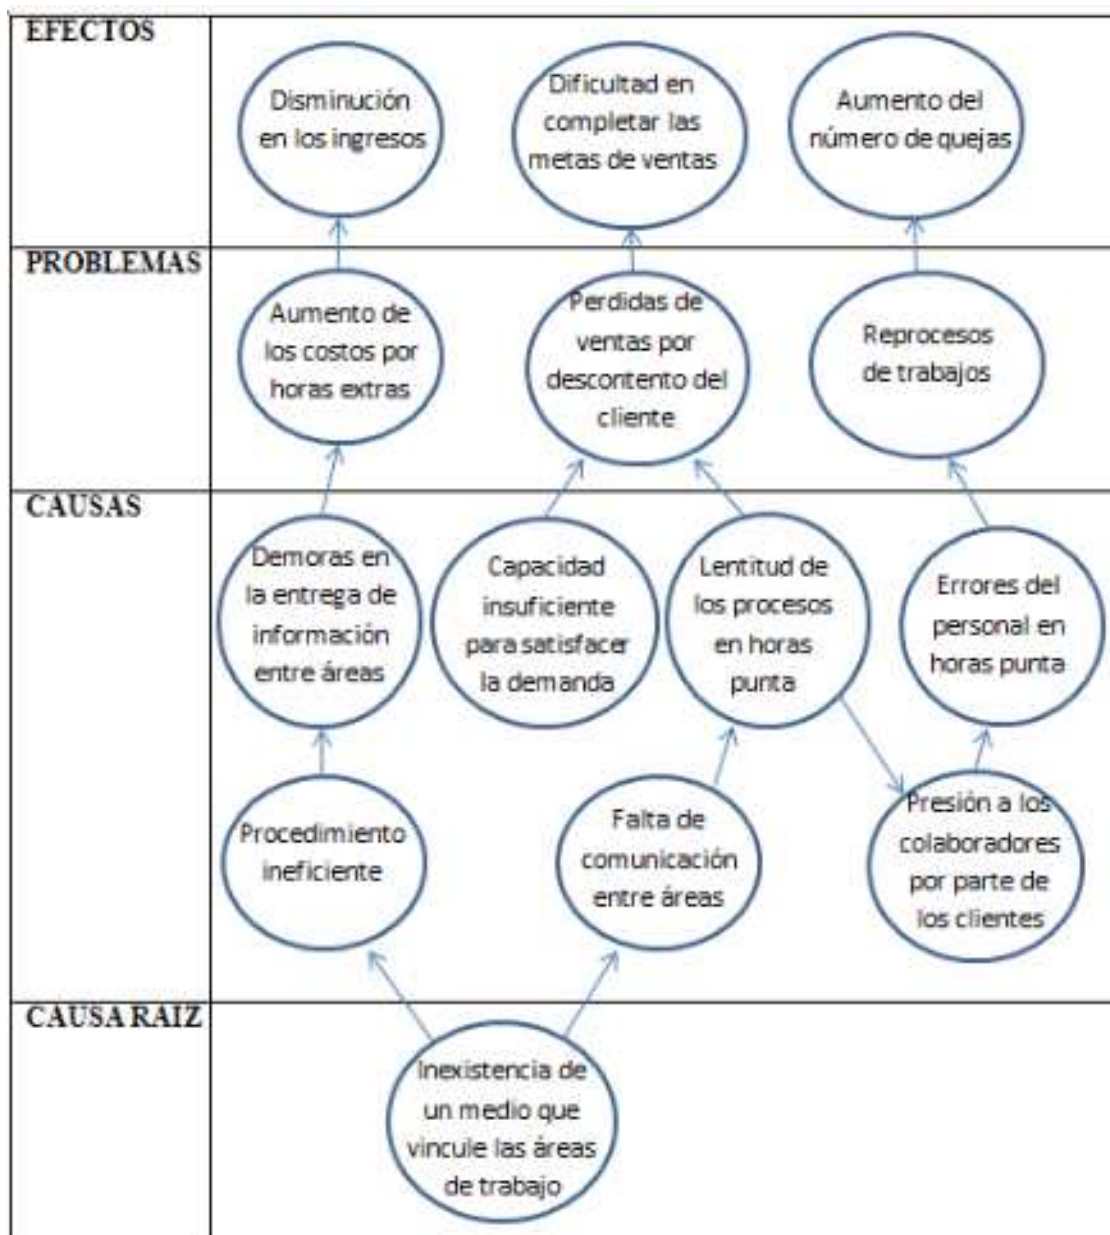 EFECTOS
Disminución
en los ingresos
Dificultad en
completar las
metas de ventas
Aumento del
número de quejas
PROBLEMAS
Aumento de
los costos por
horas extras
Perdidas de
ventas por
descontento del
cliente
Reprocesos
de trabajos
CAUSAS
Demoras en
la entrega de
información
entre áreas
Capacidad
insuficiente
para satisfacer
la demanda
Lentitud de
los procesos
en horas
punta
Errores del
personal en
horas punta
Procedimiento
ineficiente
Falta de
comunicación
entre áreas
Presión a los
colaboradores
por parte de
los clientes
CAUSA RAIZ
Inexistencia de
un medio que
vincule las áreas
de trabajo